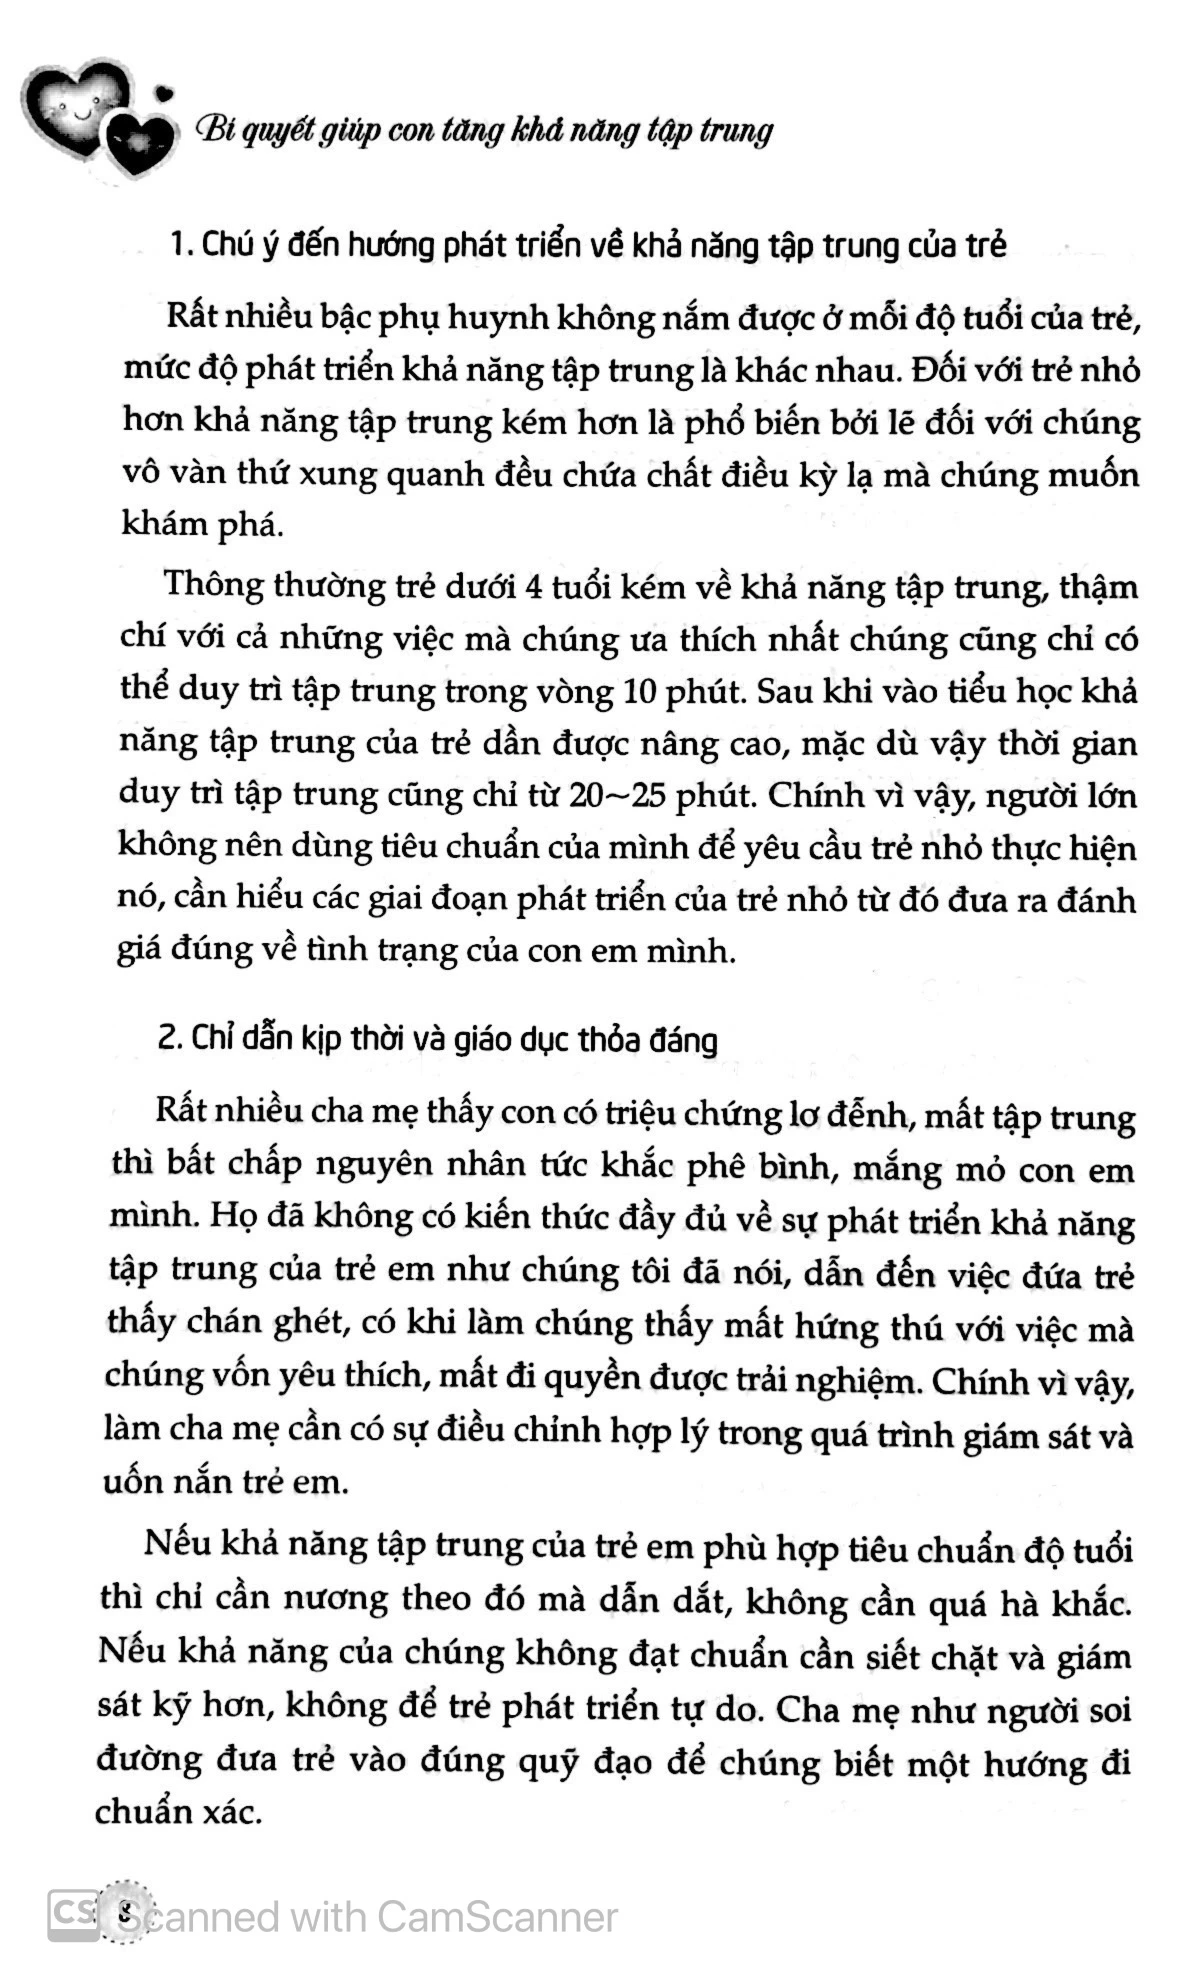 Bí quyết giúp con tăng khả năng tập trung
1. Chú ý đến hướng phát triển về khả năng tập trung của trẻ
Rất nhiều bậc phụ huynh không nắm được ở mỗi độ tuổi của trẻ,
mức độ phát triển khả năng tập trung là khác nhau. Đối với trẻ nhỏ
hơn khả năng tập trung kém hơn là phổ biến bởi lẽ đối với chúng
vô vàn thứ xung quanh đều chứa chất điều kỳ lạ mà chúng muốn
khám phá.
Thông thường trẻ dưới 4 tuổi kém về khả năng tập trung, thậm
chí với cả những việc mà chúng ưa thích nhất chúng cũng chỉ có
thể duy trì tập trung trong vòng 10 phút. Sau khi vào tiểu học khả
năng tập trung của trẻ dần được nâng cao, mặc dù vậy thời gian
duy trì tập trung cũng chỉ từ 20~25 phút. Chính vì vậy, người lớn
không nên dùng tiêu chuẩn của mình để yêu cầu trẻ nhỏ thực hiện
nó, cần hiểu các giai đoạn phát triển của trẻ nhỏ từ đó đưa ra đánh
giá đúng về tình trạng của con em mình.
2. Chỉ dẫn kịp thời và giáo dục thỏa đáng
Rất nhiều cha mẹ thấy con có triệu chứng lơ đễnh, mất tập trung
thì bất chấp nguyên nhân tức khắc phê bình, mắng mỏ con em
mình. Họ đã không có kiến thức đầy đủ về sự phát triển khả năng
tập trung của trẻ em như chúng tôi đã nói, dẫn đến việc đứa trẻ
thấy chán ghét, có khi làm chúng thấy mất hứng thú với việc mà
chúng vốn yêu thích, mất đi quyền được trải nghiệm. Chính vì vậy,
làm cha mẹ cần có sự điều chỉnh hợp lý trong quá trình giám sát và
uốn nắn trẻ em.
Nếu khả năng tập trung của trẻ em phù hợp tiêu chuẩn độ tuổi
thì chỉ cần nương theo đó mà dẫn dắt, không cần quá hà khắc.
Nếu khả năng của chúng không đạt chuẩn cần siết chặt và giám
sát kỹ hơn, không để trẻ phát triển tự do. Cha mẹ như người soi
đường đưa trẻ vào đúng quỹ đạo để chúng biết một hướng đi
chuẩn xác.
8
CS Scanned with CamScanner